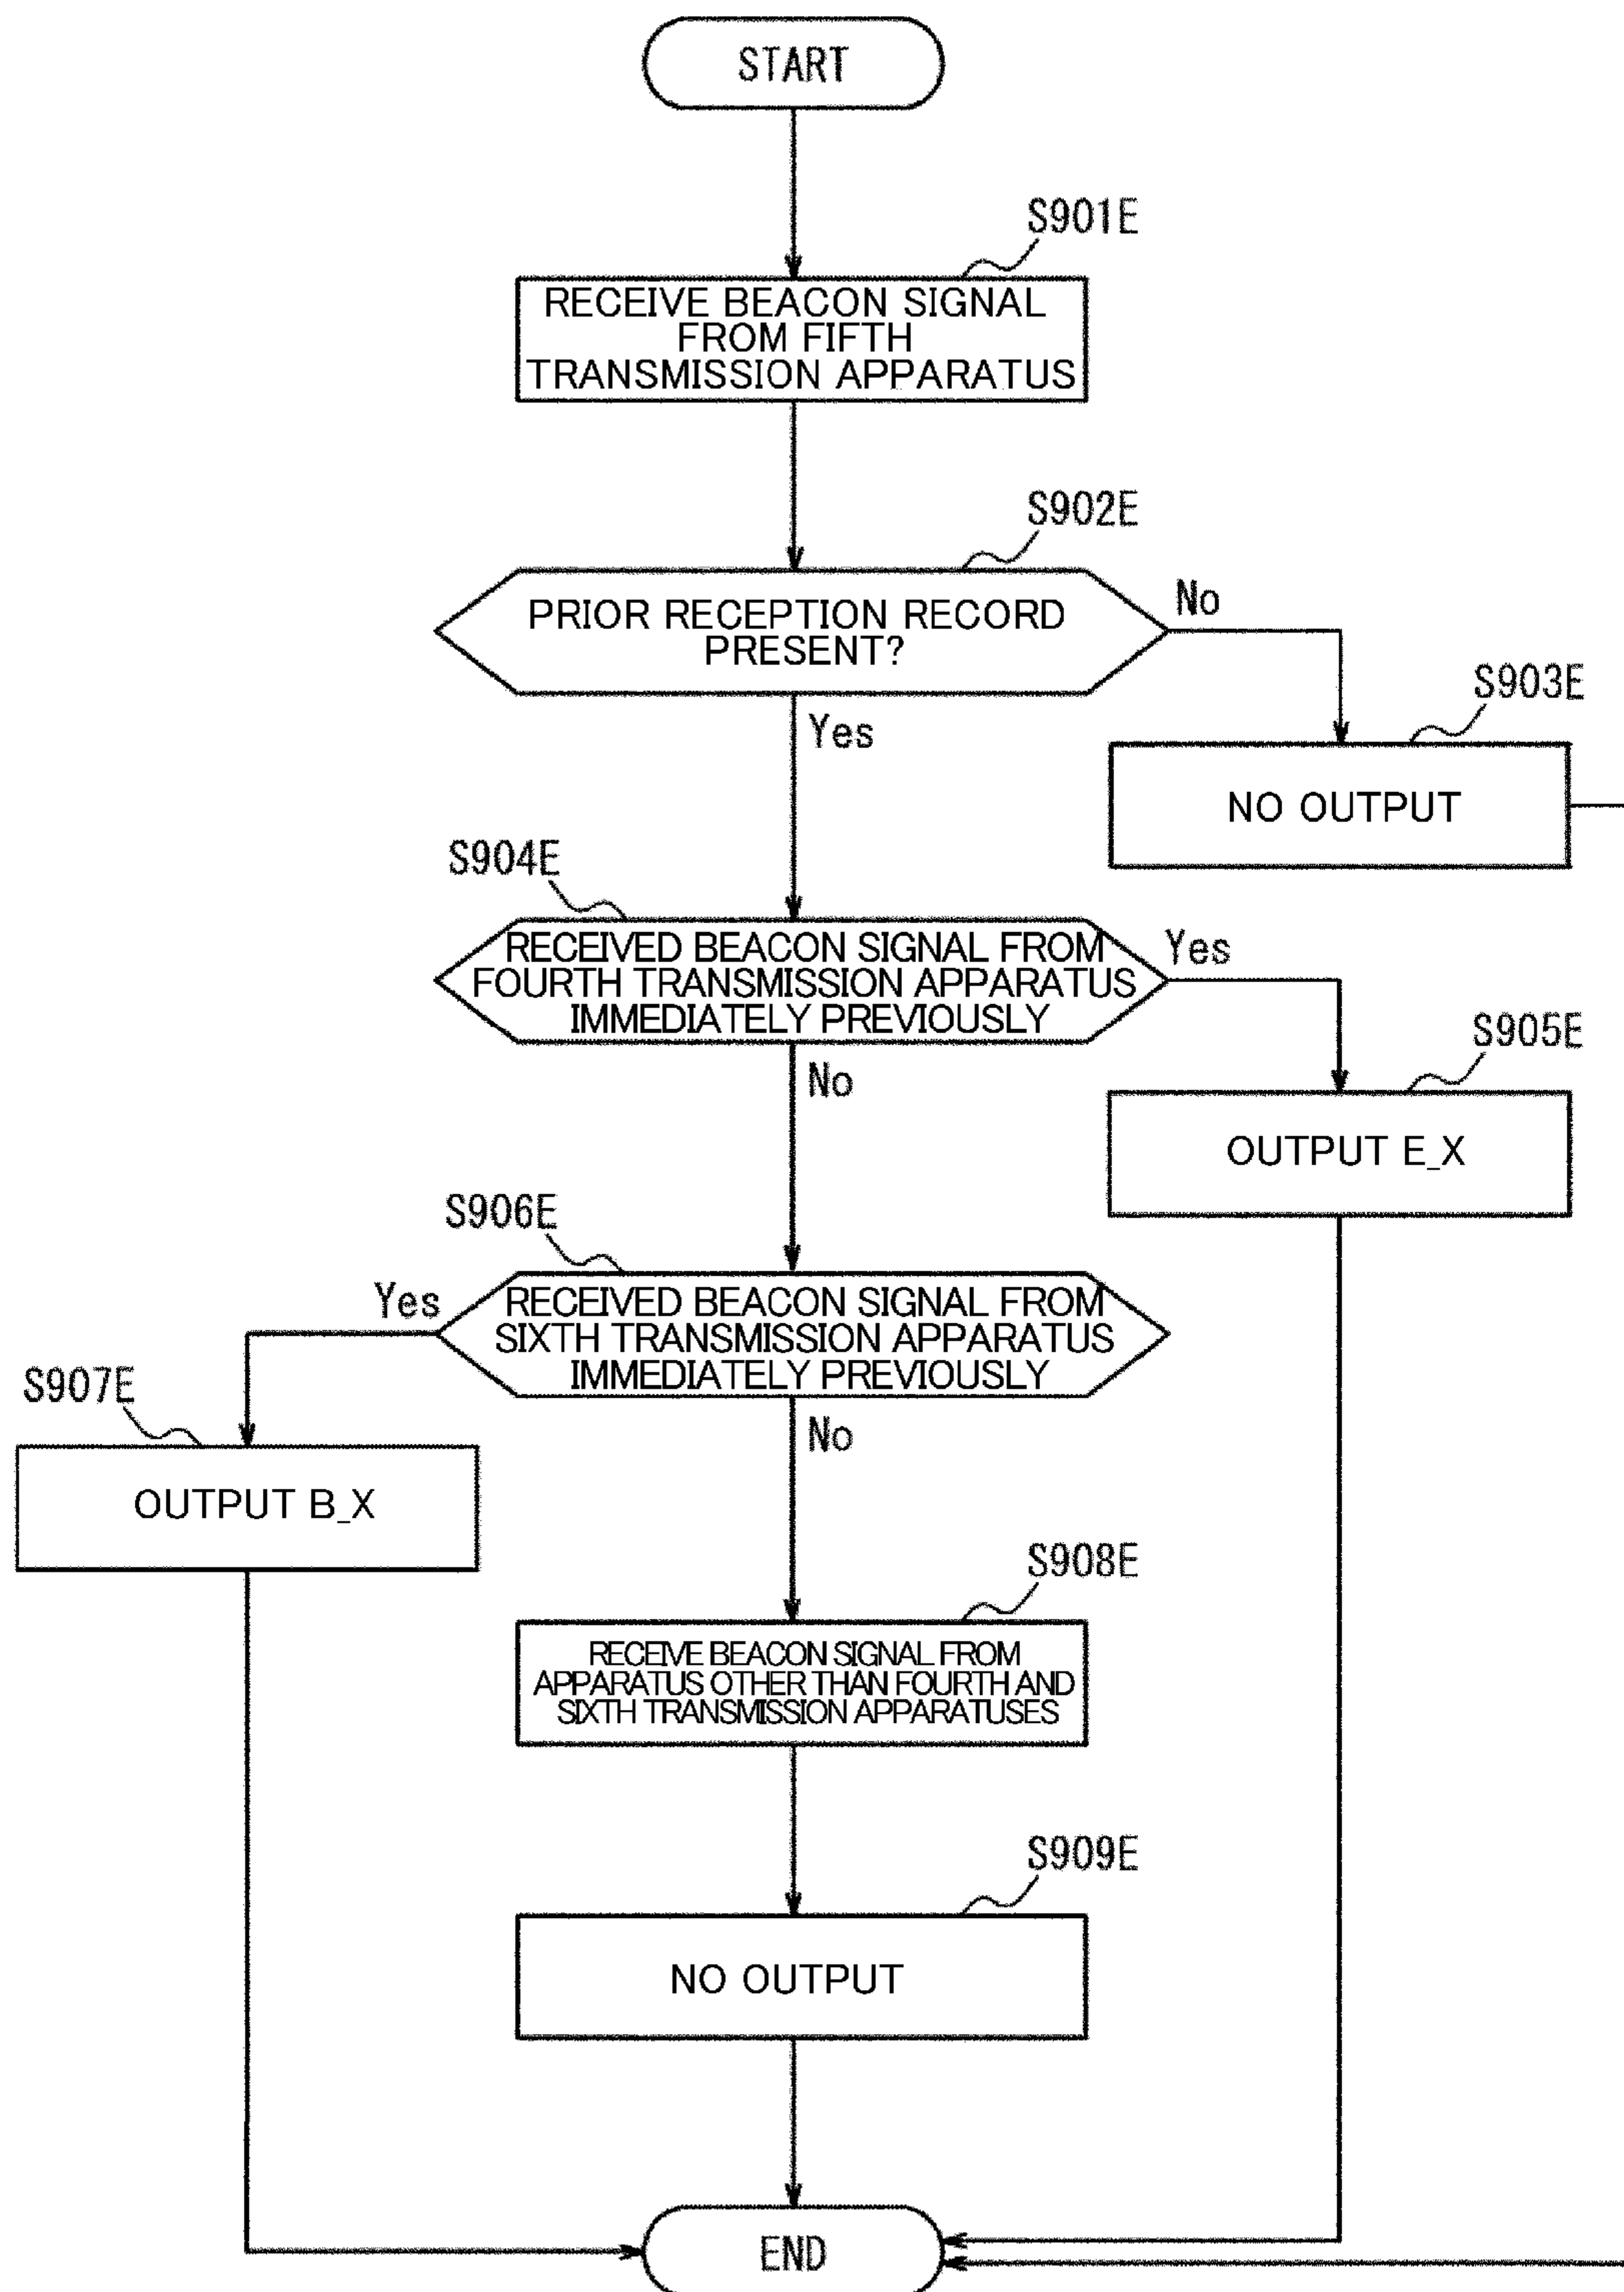 START
S901E
RECEIVE BEACON SIGNAL
FROM FIFTH
TRANSMISSION APPARATUS
S902E
PRIOR RECEPTION RECORD
PRESENT?
No
Yes
S903E
NO OUTPUT
S904E
RECEIVED BEACON SIGNAL FROM
FOURTH TRANSMISSION APPARATUS
IMMEDIATELY PREVIOUSLY
Yes
No
S905E
OUTPUT E_X
S906E
RECEIVED BEACON SIGNAL FROM
SIXTH TRANSMISSION APPARATUS
IMMEDIATELY PREVIOUSLY
Yes
No
S907E
OUTPUT B_X
S908E
RECEIVE BEACON SIGNAL FROM
APPARATUS OTHER THAN FOURTH AND
SIXTH TRANSMISSION APPARATUSES
S909E
NO OUTPUT
END